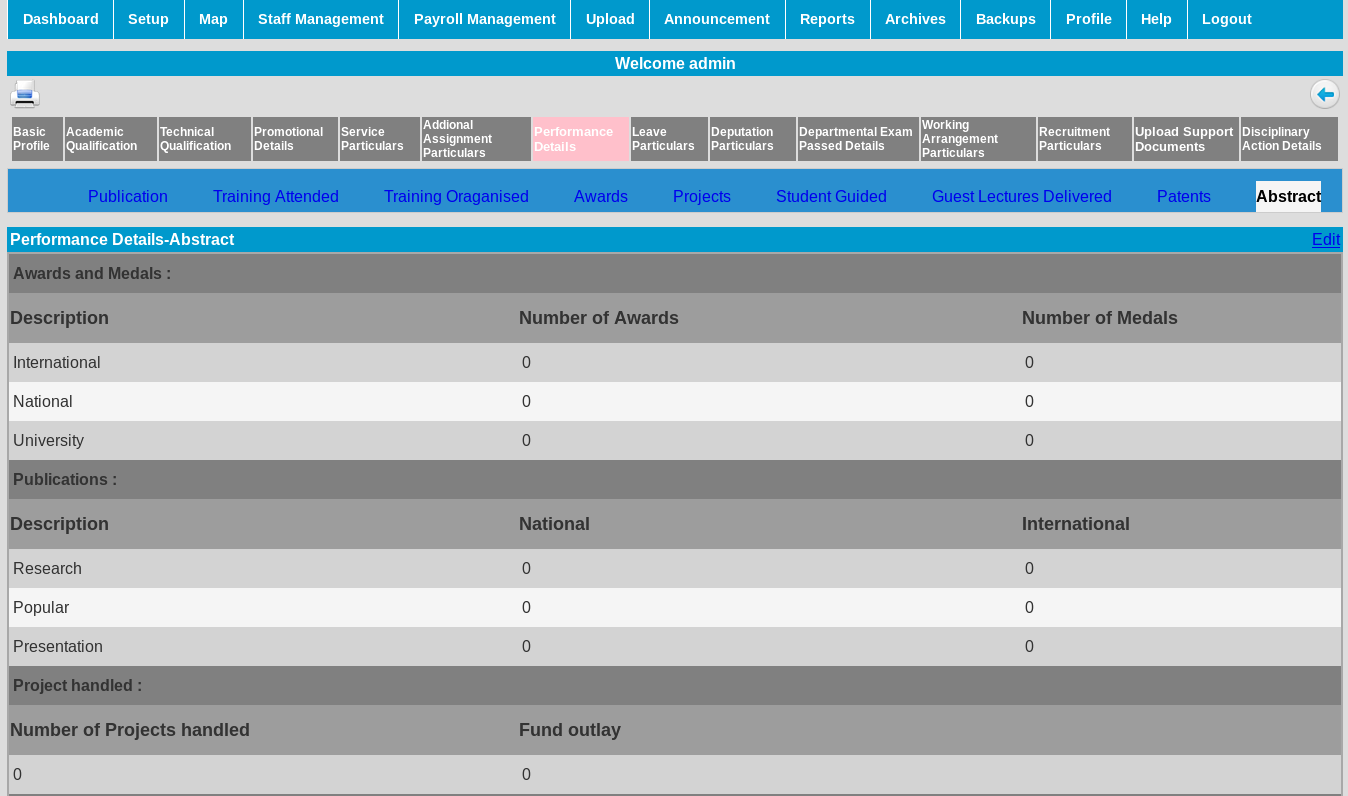 Dashboard Setup Map Staff Management Payroll Management Upload Announcement Reports Archives Backups Profile Help Logout
Welcome admin
Basic Profile Academic Qualification Technical Qualification Promotional Details Service Particulars Addional Assignment Particulars Performance Details Leave Particulars Deputation Particulars Departmental Exam Passed Details Working Arrangement Particulars Recruitment Particulars Upload Support Documents Disciplinary Action Details
Publication Training Attended Training Oraganised Awards Projects Student Guided Guest Lectures Delivered Patents Abstract
Performance Details-Abstract Edit
Awards and Medals :
Description Number of Awards Number of Medals
International 0 0
National 0 0
University 0 0
Publications :
Description National International
Research 0 0
Popular 0 0
Presentation 0 0
Project handled :
Number of Projects handled Fund outlay
0 0